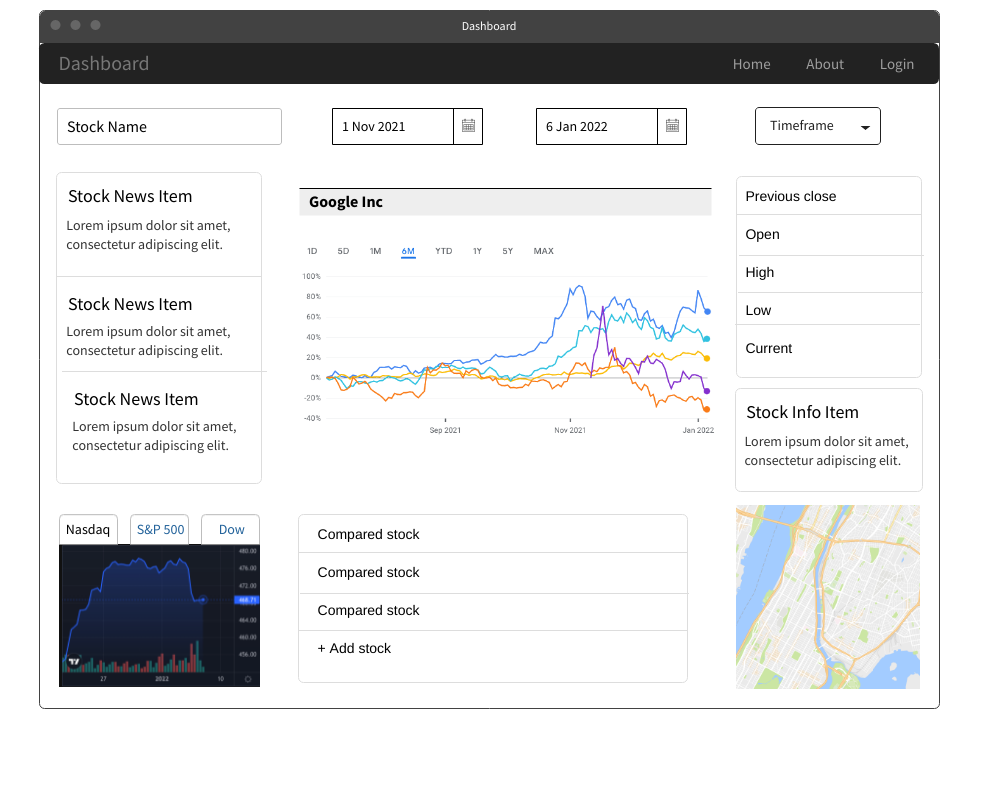 Dashboard
Dashboard
Home About Login
Stock Name
1 Nov 2021
6 Jan 2022
Timeframe
Stock News Item
Lorem ipsum dolor sit amet,
consectetur adipiscing elit.
Stock News Item
Lorem ipsum dolor sit amet,
consectetur adipiscing elit.
Stock News Item
Lorem ipsum dolor sit amet,
consectetur adipiscing elit.
Google Inc
1D 5D 1M 6M YTD 1Y 5Y MAX
100%
80%
60%
40%
20%
0%
-20%
-40%
Sep 2021 Nov 2021 Jan 2022
Previous close
Open
High
Low
Current
Stock Info Item
Lorem ipsum dolor sit amet,
consectetur adipiscing elit.
Nasdaq S&P 500 Dow
480.00
476.00
472.00
468.71
464.00
460.00
456.00
27 2022 10
Compared stock
Compared stock
Compared stock
+ Add stock